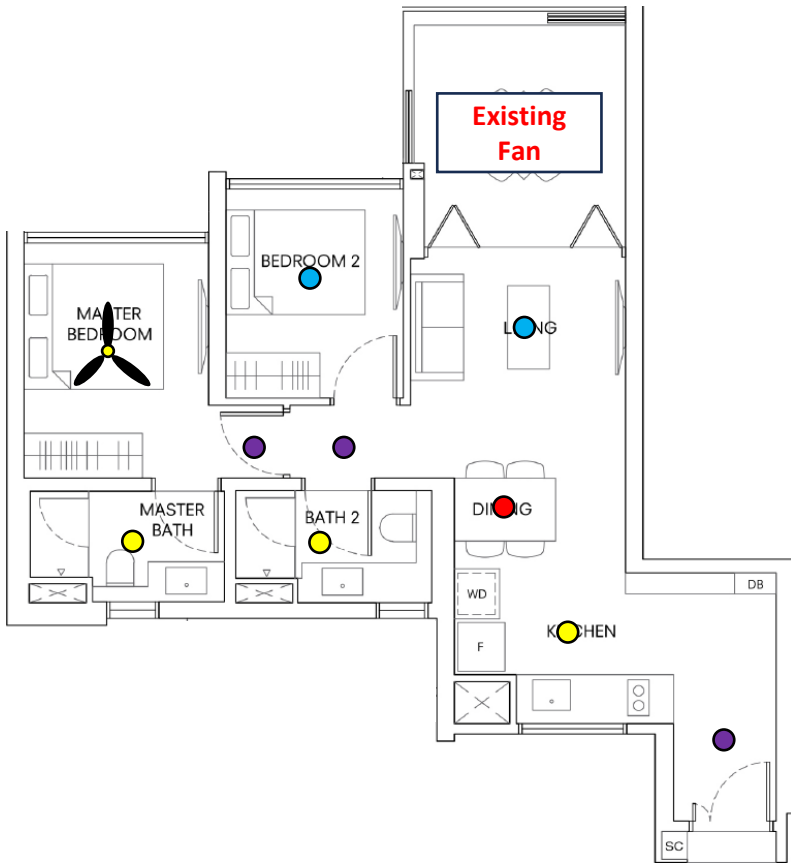 Existing
Fan
BEDROOM 2
MASTER
BEDROOM
LIVING
MASTER
BATH
BATH 2
DINING
WD
DB
F
KITCHEN
SC